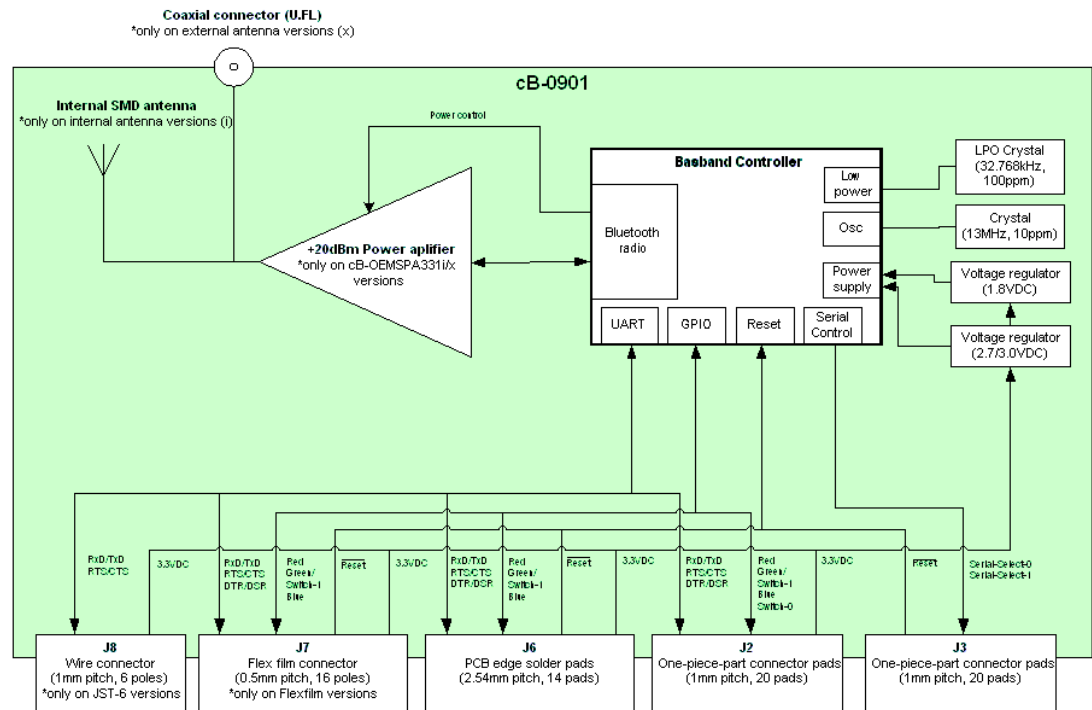 Coaxial connector (U.FL)
*only on external antenna versions (x)
cB-0901
Internal SMD antenna
*only on internal antenna versions (i)
Power control
Basband Controller
Low
power
LPO Crystal
(32.768kHz,
100ppm)
Bluetooth
radio
Osc
Crystal
(13MHz, 10ppm)
+20dBm Power aplifier
*only on cB-OEMSPA331i/x
versions
Power
supply
Voltage regulator
(1.8VDC)
UART
GPIO
Reset
Serial
Control
Voltage regulator
(2.7/3.0VDC)
RxD/TxD
RTS/CTS
3.3VDC
RxD/TxD
RTS/CTS
DTR/DSR
Red
Green/
Switch-1
Blue
Reset
3.3VDC
RxD/TxD
RTS/CTS
DTR/DSR
Red
Green/
Switch-1
Blue
Reset
3.3VDC
RxD/TxD
RTS/CTS
DTR/DSR
Red
Green/
Switch-1
Blue
Switch-0
3.3VDC
Reset
Serial-Select-0
Serial-Select-1
J8
Wire connector
(1mm pitch, 6 poles)
*only on JST-6 versions
J7
Flex film connector
(0.5mm pitch, 16 poles)
*only on Flexfilm versions
J6
PCB edge solder pads
(2.54mm pitch, 14 pads)
J2
One-piece-part connector pads
(1mm pitch, 20 pads)
J3
One-piece-part connector pads
(1mm pitch, 20 pads)